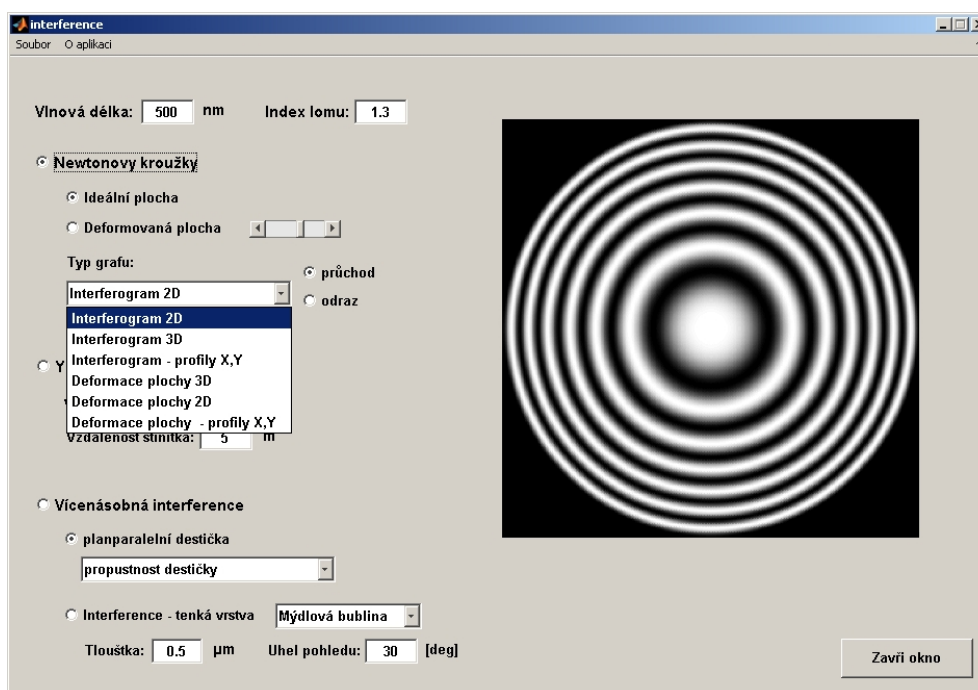 interference
Soubor O aplikaci
Vlnová délka: 500 nm Index lomu: 1.3
Newtonovy kroužky
Ideální plocha
Deformovaná plocha
Typ grafu:
průchod
Interferogram 2D
odraz
Interferogram 2D
Interferogram 3D
Interferogram - profily X,Y
Y
Deformace plochy 3D
Deformace plochy 2D
Deformace plochy - profily X,Y
Vzdálenost stínítka: 5 m
Vícenásobná interference
planparalelní destička
propustnost destičky
Interference - tenká vrstva Mýdlová bublina
Tlouštka: 0.5 µm Uhel pohledu: 30 [deg]
Zavři okno